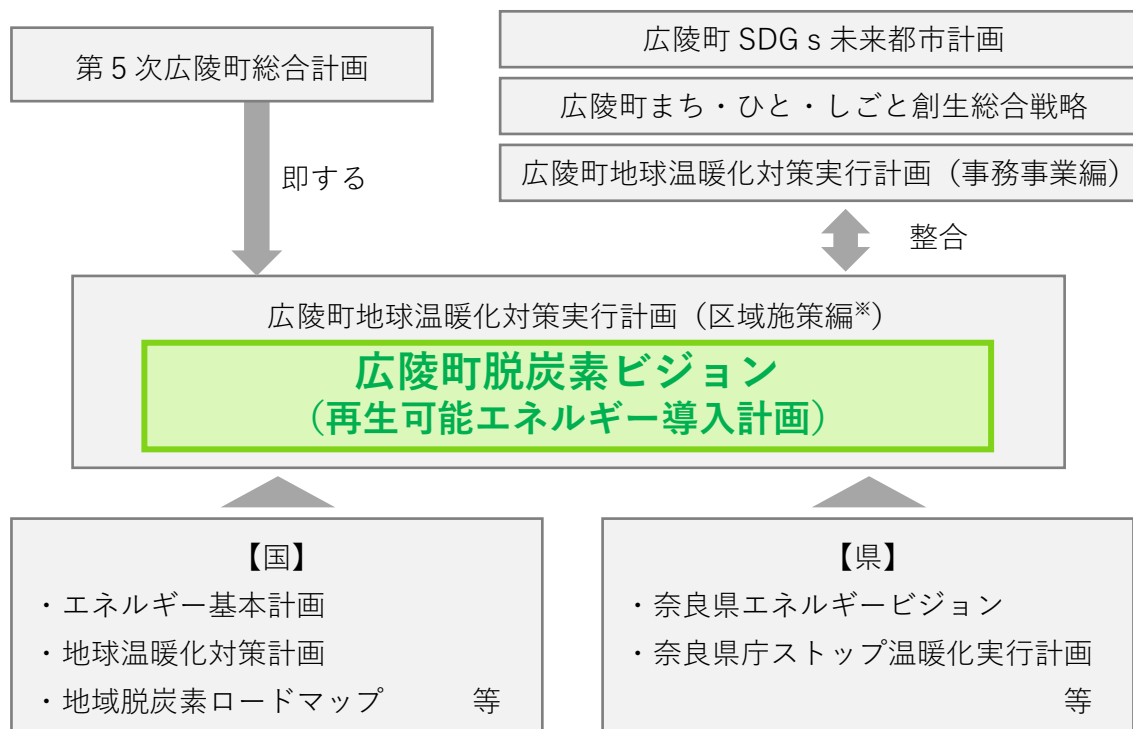 第5次広陵町総合計画
広陵町 SDGｓ未来都市計画
広陵町まち・ひと・しごと創生総合戦略
広陵町地球温暖化対策実行計画（事務事業編）
即する
整合
広陵町地球温暖化対策実行計画（区域施策編※）
広陵町脱炭素ビジョン
（再生可能エネルギー導入計画）
【国】
・エネルギー基本計画
・地球温暖化対策計画
・地域脱炭素ロードマップ　等
【県】
・奈良県エネルギービジョン
・奈良県庁ストップ温暖化実行計画
等